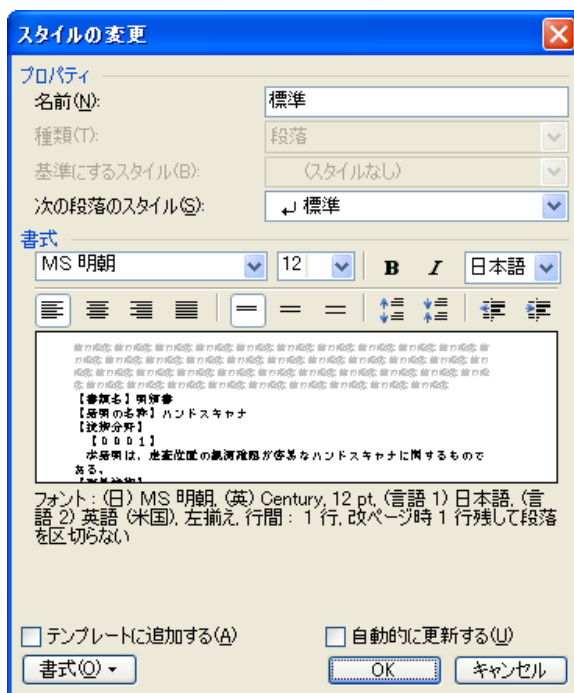 スタイルの変更
プロパティ
名前(N):
標準
種類(T):
段落
基準にするスタイル(B):
(スタイルなし)
次の段落のスタイル(S):
標準
書式
MS 明朝
12
B
I
日本語
【書類名】明細書
【発明の名称】ハンドスキャナ
【技術分野】
【0001】
本発明は、走査位置の観測確認が容易なハンドスキャナに関するもので
ある。
フォント : (日) MS 明朝, (英) Century, 12 pt, (言語 1) 日本語, (言
語 2) 英語 (米国), 左揃え, 行間 : 1 行, 改ページ時 1 行残して段落
を区切らない
テンプレートに追加する(A)
自動的に更新する(U)
書式(O)
OK
キャンセル